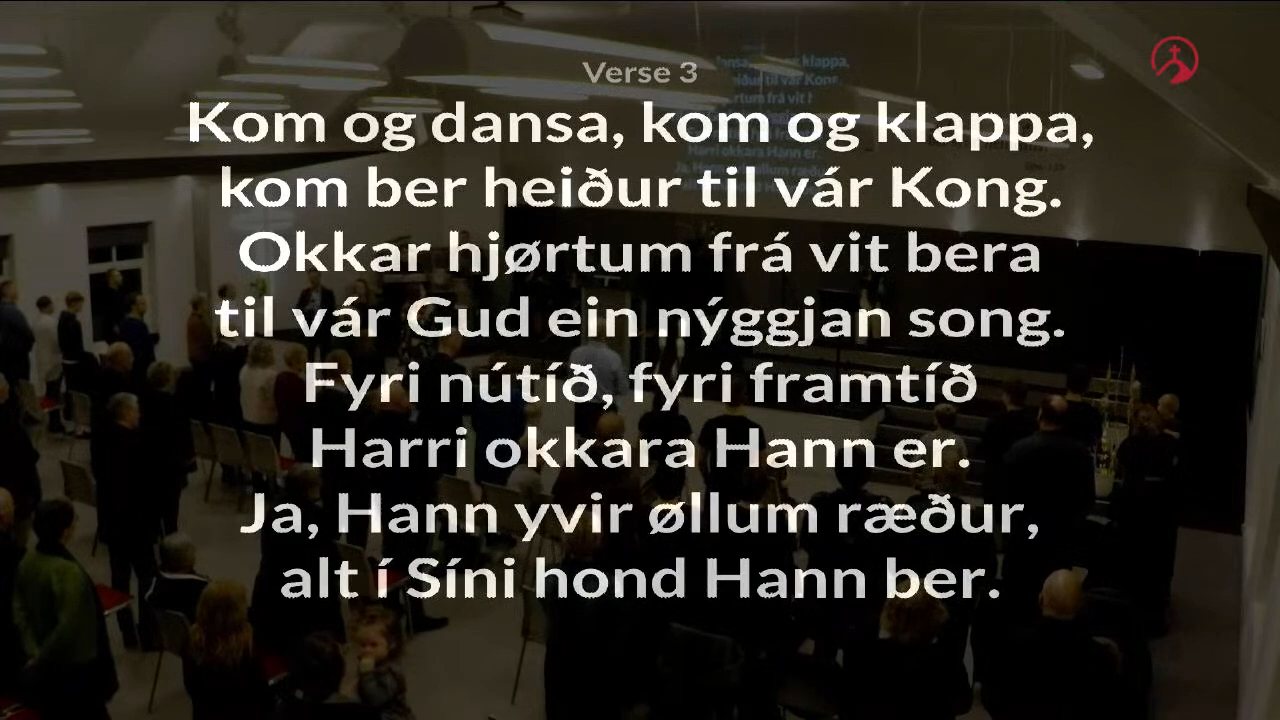 Verse 3
Kom og dansa, kom og klappa,
kom ber heiður til vár Kong.
Okkar hjørtum frá vit bera
til vár Gud ein nýggjan song.
Fyri nútíð, fyri framtíð
Harri okkara Hann er.
Ja, Hann yvir øllum ræður,
alt í Síni hond Hann ber.